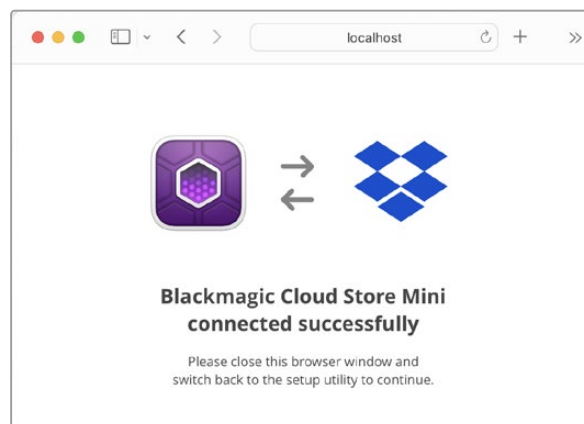 localhost
Blackmagic Cloud Store Mini
connected successfully
Please close this browser window and
switch back to the setup utility to continue.